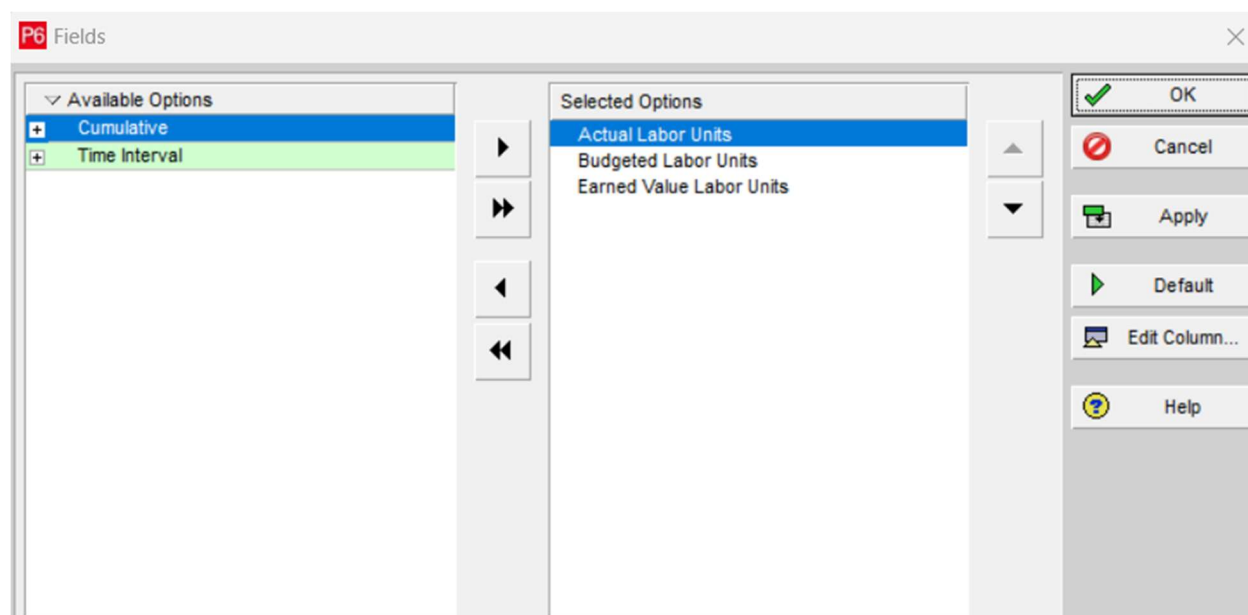 P6 Fields
Available Options
Cumulative
Time Interval
Selected Options
Actual Labor Units
Budgeted Labor Units
Earned Value Labor Units
OK
Cancel
Apply
Default
Edit Column...
Help